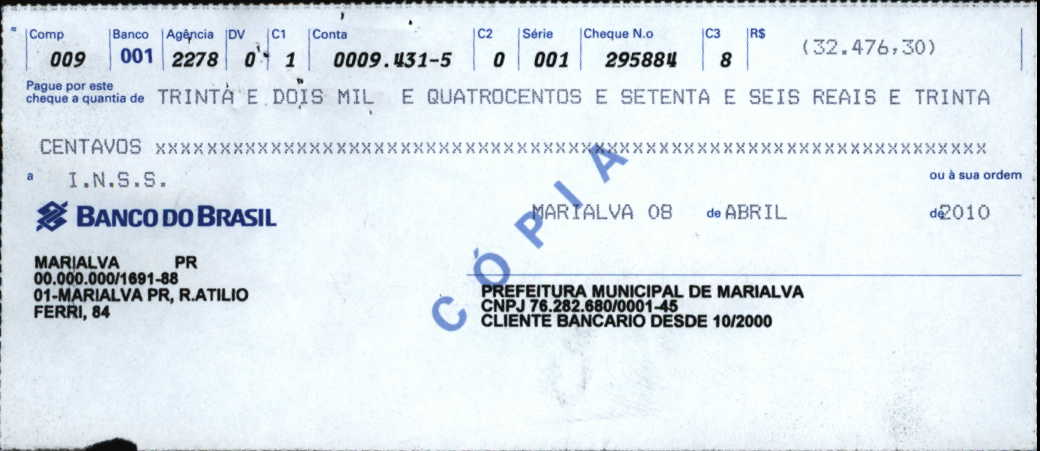 Comp Banco Agência DV C1 Conta C2 Série Cheque N.o C3 R$
009 001 2278 0 1 0009.431-5 0 001 295884 8 (32.476,30)
Pague por este
cheque a quantia de TRINTA E DOIS MIL E QUATROCENTOS E SETENTA E SEIS REAIS E TRINTA
CENTAVOS xxxxxxxxxxxxxxxxxxxxxxxxxxxxxxxxxxxxxxxxxxxxxxxxxxxxxxxxxxxxxxxxx
a I.N.S.S. ou à sua ordem
BANCO DO BRASIL MARIALVA 08 de ABRIL de 2010
CÓPIA
MARIALVA PR
00.000.000/1691-88
01-MARIALVA PR, R.ATILIO
FERRI, 84
PREFEITURA MUNICIPAL DE MARIALVA
CNPJ 76.282.680/0001-45
CLIENTE BANCARIO DESDE 10/2000